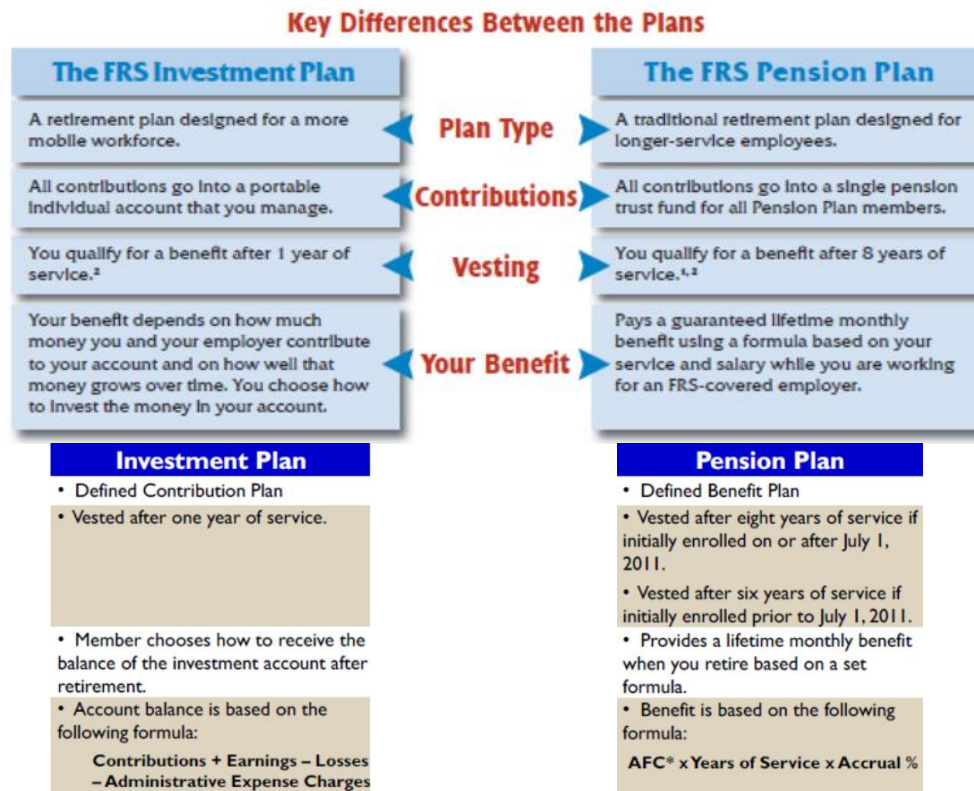 Key Differences Between the Plans
The FRS Investment Plan
The FRS Pension Plan
A retirement plan designed for a more
mobile workforce.
Plan Type
A traditional retirement plan designed for
longer-service employees.
All contributions go into a portable
individual account that you manage.
Contributions
All contributions go into a single pension
trust fund for all Pension Plan members.
You qualify for a benefit after 1 year of
service.²
Vesting
You qualify for a benefit after 8 years of
service.¹,²
Your benefit depends on how much
money you and your employer contribute
to your account and on how well that
money grows over time. You choose how
to invest the money in your account.
Your Benefit
Pays a guaranteed lifetime monthly
benefit using a formula based on your
service and salary while you are working
for an FRS-covered employer.
Investment Plan
• Defined Contribution Plan
• Vested after one year of service.
• Member chooses how to receive the
balance of the investment account after
retirement.
• Account balance is based on the
following formula:
Contributions + Earnings – Losses
– Administrative Expense Charges
Pension Plan
• Defined Benefit Plan
• Vested after eight years of service if
initially enrolled on or after July 1,
2011.
• Vested after six years of service if
initially enrolled prior to July 1, 2011.
• Provides a lifetime monthly benefit
when you retire based on a set
formula.
• Benefit is based on the following
formula:
AFC* x Years of Service x Accrual %